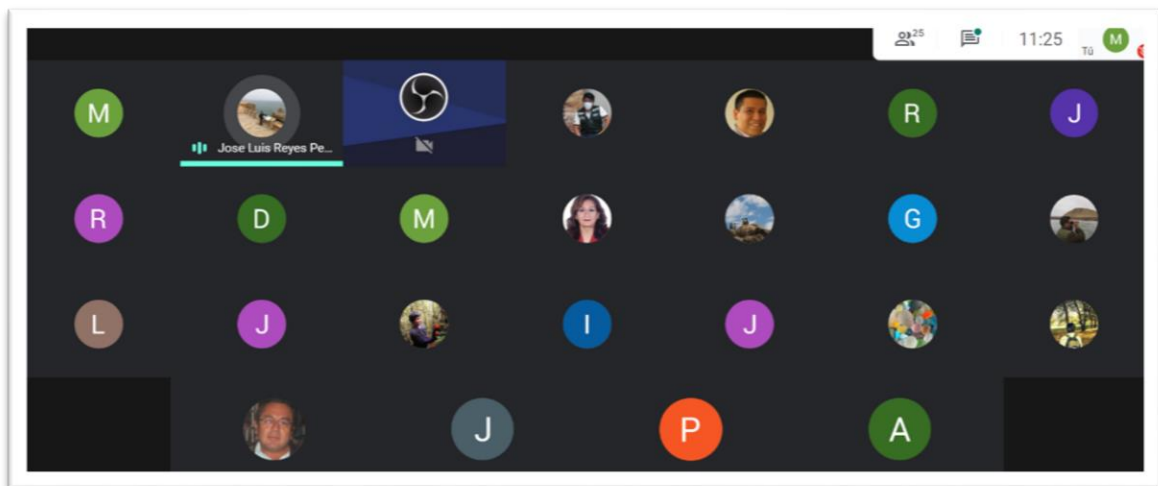 25 11:25 Tú M
M
Jose Luis Reyes Pe...
R J
R D M G
L J I J
J P A